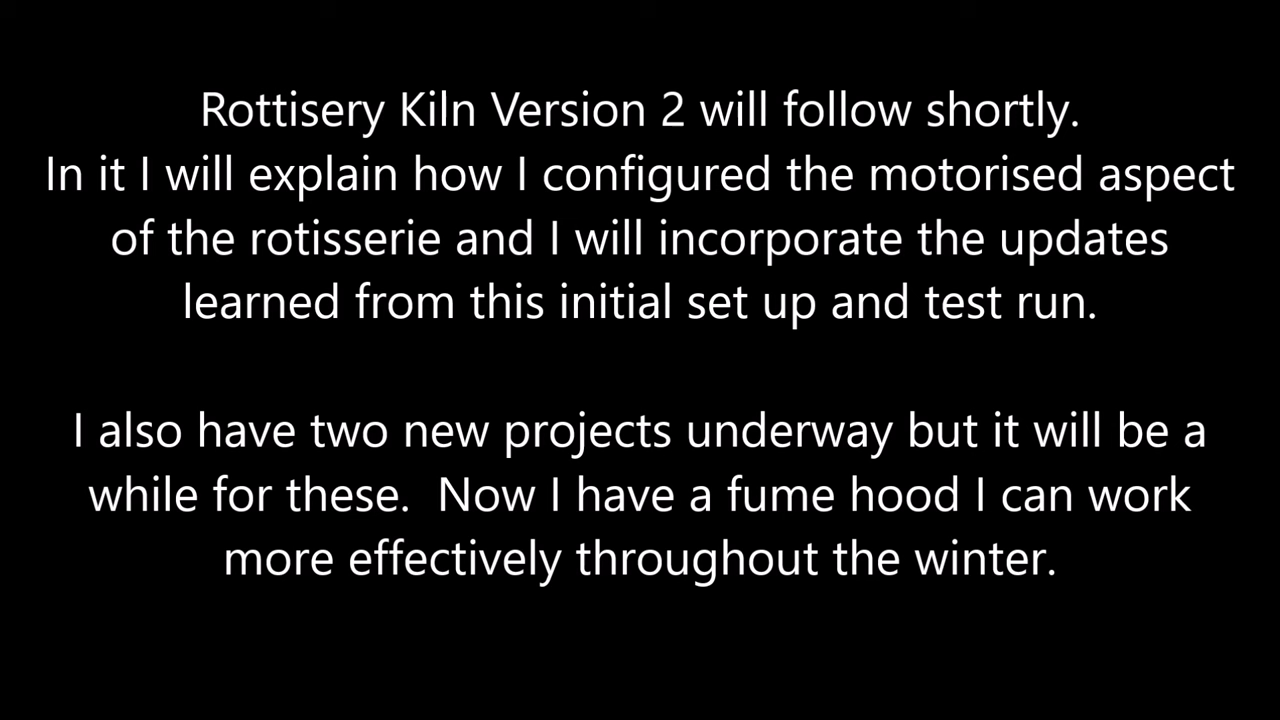 Rottisery Kiln Version 2 will follow shortly.
In it I will explain how I configured the motorised aspect
of the rotisserie and I will incorporate the updates
learned from this initial set up and test run.
I also have two new projects underway but it will be a
while for these.  Now I have a fume hood I can work
more effectively throughout the winter.